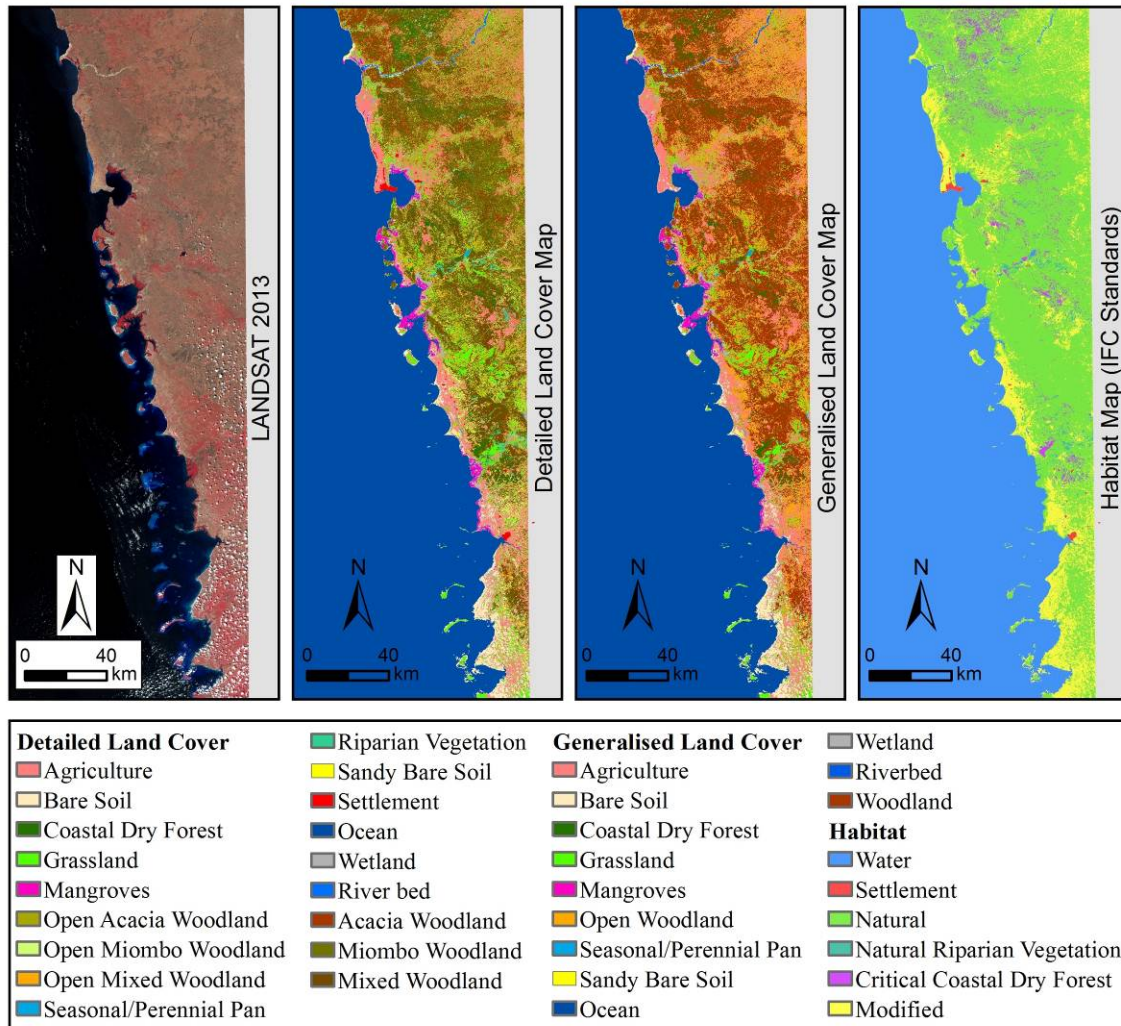 LANDSAT 2013
N
0 40
km
Detailed Land Cover Map
N
0 40
km
Generalised Land Cover Map
N
0 40
km
Habitat Map (IFC Standards)
N
0 40
km
Detailed Land Cover
Agriculture
Bare Soil
Coastal Dry Forest
Grassland
Mangroves
Open Acacia Woodland
Open Miombo Woodland
Open Mixed Woodland
Seasonal/Perennial Pan
Riparian Vegetation
Sandy Bare Soil
Settlement
Ocean
Wetland
River bed
Acacia Woodland
Miombo Woodland
Mixed Woodland
Generalised Land Cover
Agriculture
Bare Soil
Coastal Dry Forest
Grassland
Mangroves
Open Woodland
Seasonal/Perennial Pan
Sandy Bare Soil
Ocean
Wetland
Riverbed
Woodland
Habitat
Water
Settlement
Natural
Natural Riparian Vegetation
Critical Coastal Dry Forest
Modified